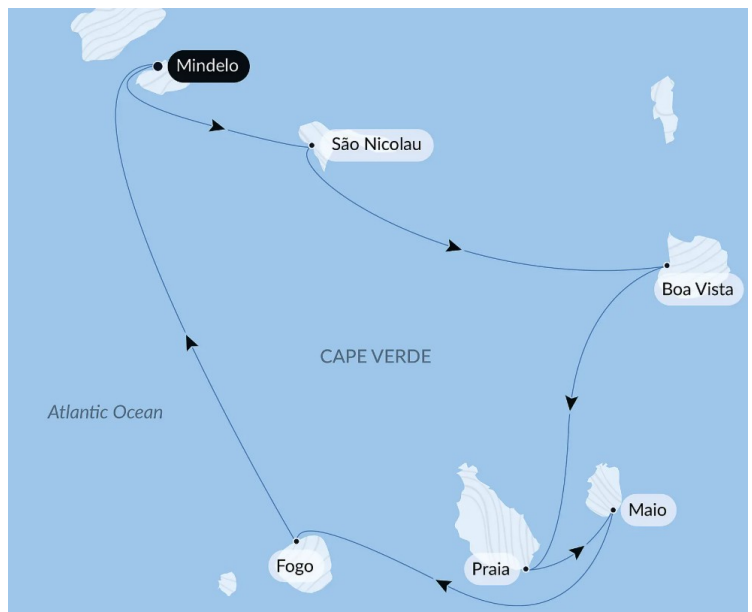 Mindelo
São Nicolau
Boa Vista
CAPE VERDE
Atlantic Ocean
Maio
Praia
Fogo